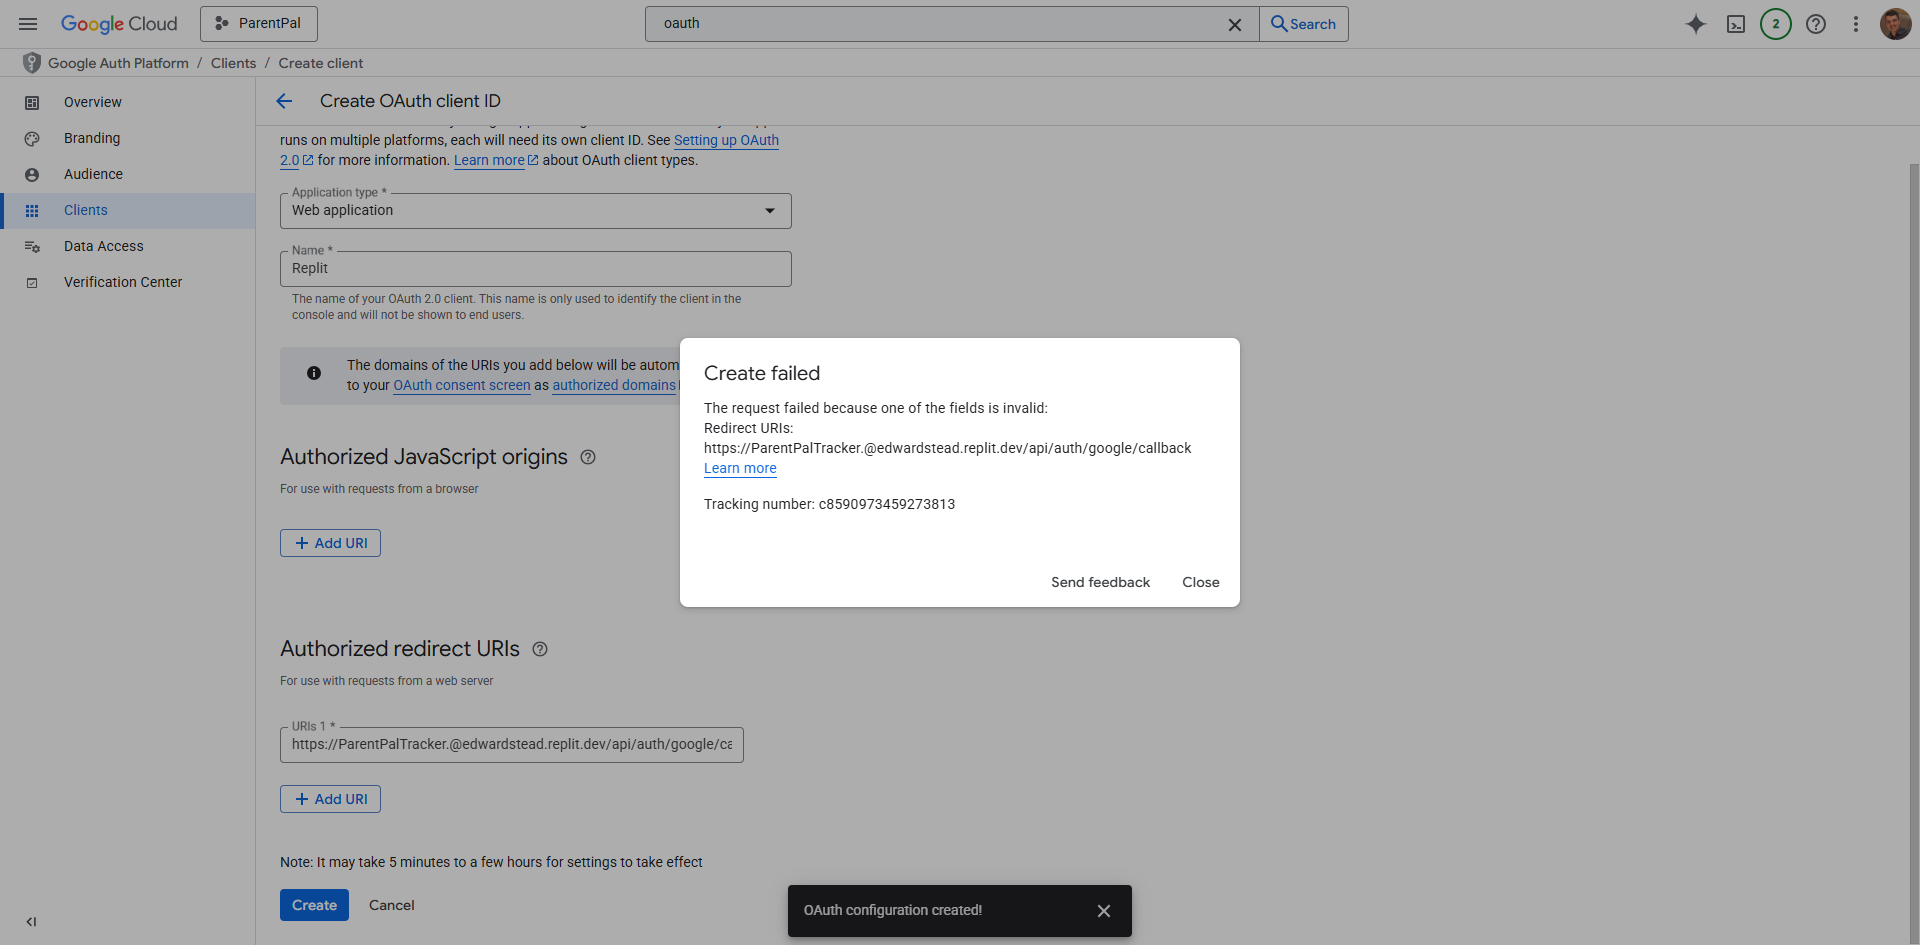 Google Cloud
ParentPal
oauth
Search
2
Google Auth Platform / Clients / Create client
Overview
Branding
Audience
Clients
Data Access
Verification Center
Create OAuth client ID
runs on multiple platforms, each will need its own client ID. See Setting up OAuth
2.0 for more information. Learn more about OAuth client types.
Application type *
Web application
Name *
Replit
The name of your OAuth 2.0 client. This name is only used to identify the client in the
console and will not be shown to end users.
The domains of the URIs you add below will be autom
to your OAuth consent screen as authorized domains
Authorized JavaScript origins
For use with requests from a browser
+ Add URI
Create failed
The request failed because one of the fields is invalid:
Redirect URIs:
https://ParentPalTracker.@edwardstead.replit.dev/api/auth/google/callback
Learn more
Tracking number: c8590973459273813
Send feedback
Close
Authorized redirect URIs
For use with requests from a web server
URIs 1 *
https://ParentPalTracker.@edwardstead.replit.dev/api/auth/google/ca
+ Add URI
Note: It may take 5 minutes to a few hours for settings to take effect
Create
Cancel
OAuth configuration created!